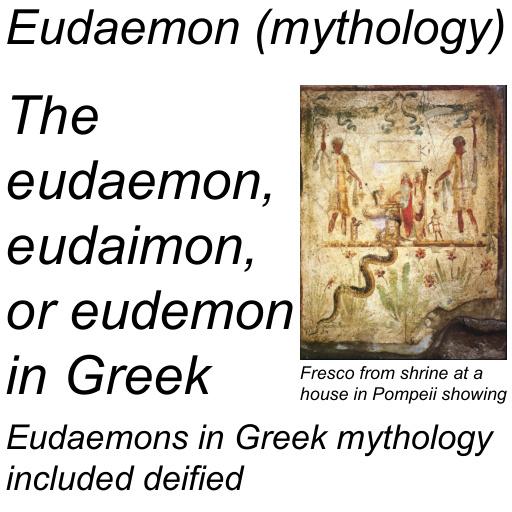 Eudaemon (mythology)
The
eudaemon,
eudaimon,
or eudemon
in Greek
Fresco from shrine at a
house in Pompeii showing
Eudaemons in Greek mythology
included deified